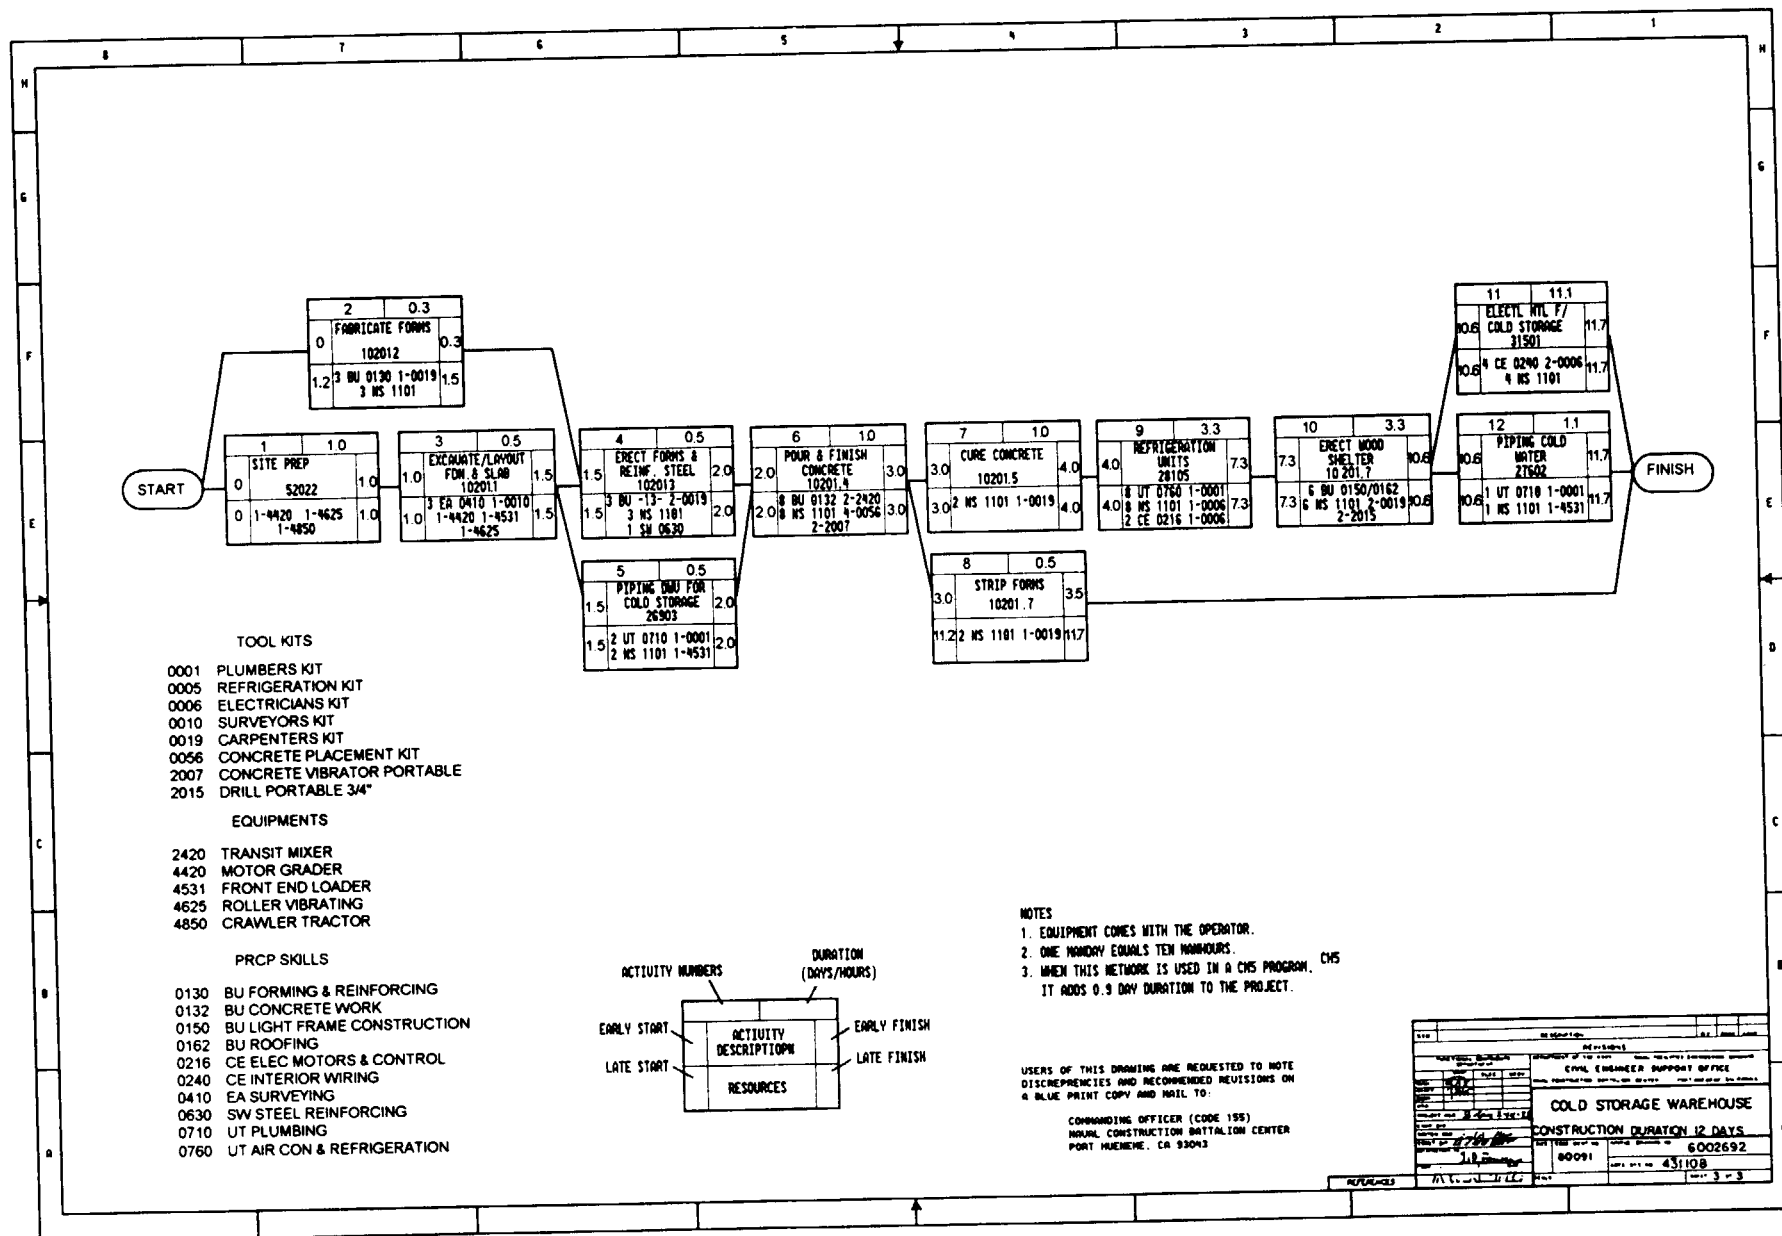 8 7 6 5 4 3 2 1
H
G
F
E
D
C
B
A
H
G
F
E
D
C
START
2 0.3
0 FABRICATE FORMS 0.3
102012
1.2 3 BU 0130 1-0019 1.5
3 NS 1101
1 1.0
SITE PREP
0 52022 1.0
0 1-4420 1-4625 1.0
1-4850
3 0.5
EXCAVATE/LAYOUT
1.0 FDN & SLAB 1.5
102011
3 EA 0410 1-0010
1.0 1-4420 1-4531 1.5
1-4625
4 0.5
ERECT FORMS &
1.5 REINF. STEEL 2.0
102013
3 BU -13- 2-0019
1.5 3 NS 1101 2.0
1 SW 0630
5 0.5
PIPING DWV FOR
1.5 COLD STORAGE 2.0
26903
1.5 2 UT 0710 1-0001 2.0
2 NS 1101 1-4531
6 1.0
POUR & FINISH
2.0 CONCRETE 3.0
10201.4
8 BU 0132 2-2420
2.0 8 NS 1101 4-0056 3.0
2-2007
7 1.0
CURE CONCRETE
3.0 10201.5 4.0
3.0 2 NS 1101 1-0019 4.0
8 0.5
3.0 STRIP FORMS 3.5
10201.7
11.2 2 NS 1101 1-0019 11.7
9 3.3
REFRIGERATION
4.0 UNITS 7.3
28105
8 UT 0760 1-0001
4.0 8 NS 1101 1-0006 7.3
2 CE 0216 1-0006
10 3.3
ERECT WOOD
7.3 SHELTER 10.6
10 201.7
6 BU 0150/0162
7.3 6 NS 1101 2-0019 10.6
2-2015
11 11.1
ELECTL MTL F/
10.6 COLD STORAGE 11.7
31501
10.6 4 CE 0240 2-0006 11.7
4 NS 1101
12 1.1
PIPING COLD
10.6 WATER 11.7
27602
10.6 1 UT 0710 1-0001 11.7
1 NS 1101 1-4531
FINISH
TOOL KITS
0001 PLUMBERS KIT
0005 REFRIGERATION KIT
0006 ELECTRICIANS KIT
0010 SURVEYORS KIT
0019 CARPENTERS KIT
0056 CONCRETE PLACEMENT KIT
2007 CONCRETE VIBRATOR PORTABLE
2015 DRILL PORTABLE 3/4"
EQUIPMENTS
2420 TRANSIT MIXER
4420 MOTOR GRADER
4531 FRONT END LOADER
4625 ROLLER VIBRATING
4850 CRAWLER TRACTOR
PRCP SKILLS
0130 BU FORMING & REINFORCING
0132 BU CONCRETE WORK
0150 BU LIGHT FRAME CONSTRUCTION
0162 BU ROOFING
0216 CE ELEC MOTORS & CONTROL
0240 CE INTERIOR WIRING
0410 EA SURVEYING
0630 SW STEEL REINFORCING
0710 UT PLUMBING
0760 UT AIR CON & REFRIGERATION
ACTIVITY NUMBERS
DURATION
(DAYS/HOURS)
EARLY START
EARLY FINISH
ACTIVITY
DESCRIPTIOPN
LATE START
LATE FINISH
RESOURCES
NOTES
1. EQUIPMENT COMES WITH THE OPERATOR.
2. ONE MANDAY EQUALS TEN MANHOURS.
3. WHEN THIS NETWORK IS USED IN A CMS PROGRAM, CMS
IT ADDS 0.9 DAY DURATION TO THE PROJECT.
USERS OF THIS DRAWING ARE REQUESTED TO NOTE
DISCREPRENCIES AND RECOMMENDED REVISIONS ON
A BLUE PRINT COPY AND MAIL TO:
COMMANDING OFFICER (CODE 155)
NAVAL CONSTRUCTION BATTALION CENTER
PORT HUENEME, CA 93043
DESCRIPTION
REVISIONS
CIVIL ENGINEER SUPPORT OFFICE
COLD STORAGE WAREHOUSE
CONSTRUCTION DURATION 12 DAYS
80091
6002692
431108
3 3
REFERENCES